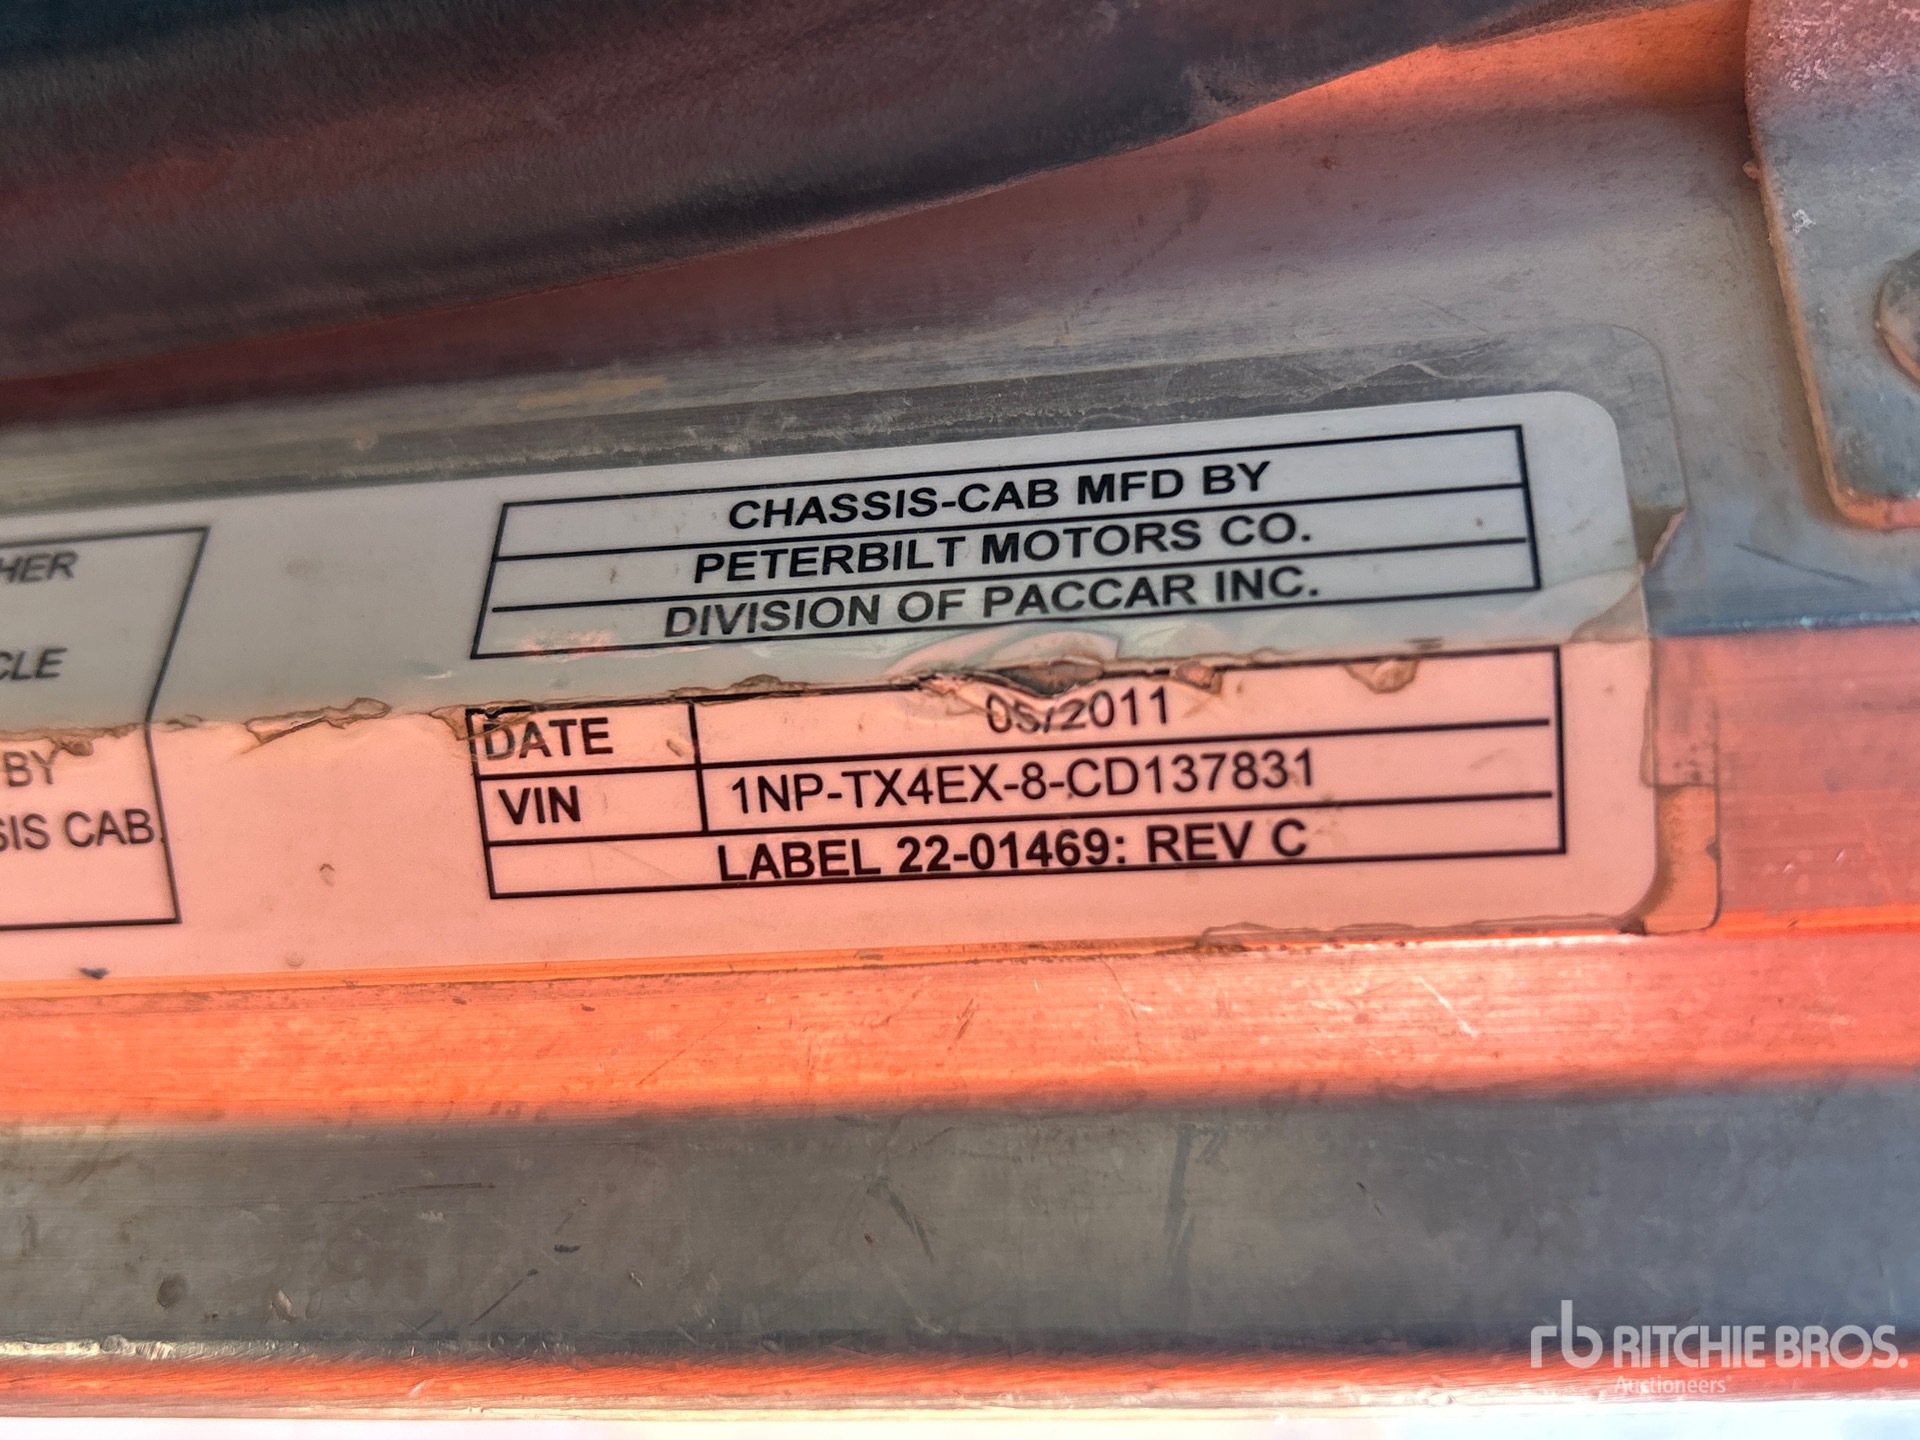 HER
CLE
BY
SIS CAB
CHASSIS-CAB MFD BY
PETERBILT MOTORS CO.
DIVISION OF PACCAR INC.
DATE 05/2011
VIN 1NP-TX4EX-8-CD137831
LABEL 22-01469: REV C
rb RITCHIE BROS.
Auctioneers